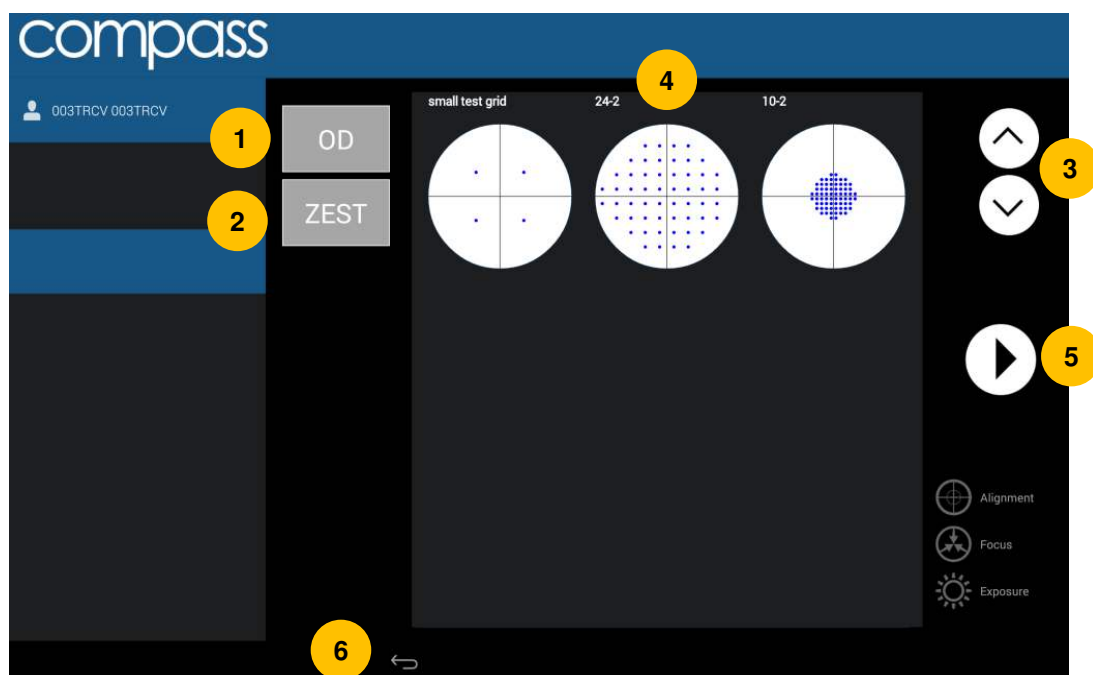 compass
003TRCV 003TRCV
1
OD
2
ZEST
4
small test grid 24-2 10-2
3
5
Alignment
Focus
Exposure
6